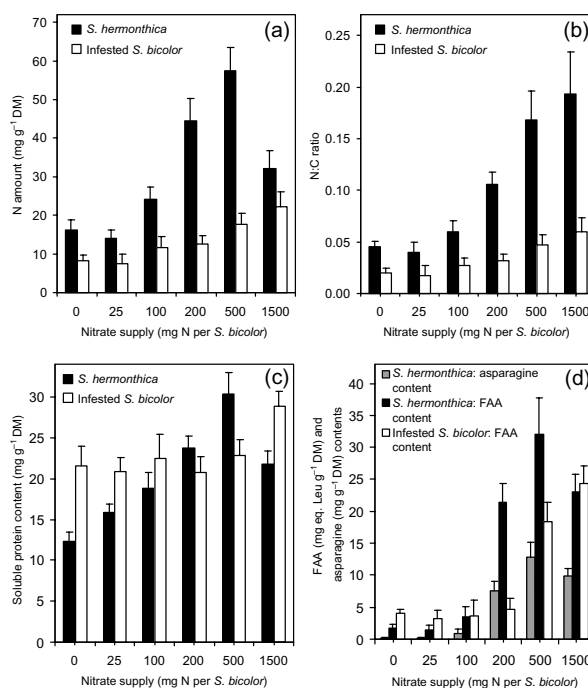 (a)
S. hermonthica
Infested S. bicolor
N amount (mg g⁻¹ DM)
70
60
50
40
30
20
10
0
0 25 100 200 500 1500
Nitrate supply (mg N per S. bicolor)
(b)
S. hermonthica
Infested S. bicolor
N:C ratio
0.25
0.20
0.15
0.10
0.05
0.00
0 25 100 200 500 1500
Nitrate supply (mg N per S. bicolor)
(c)
S. hermonthica
Infested S. bicolor
Soluble protein content (mg g⁻¹ DM)
30
25
20
15
10
5
0
0 25 100 200 500 1500
Nitrate supply (mg N per S. bicolor)
(d)
S. hermonthica: asparagine
content
S. hermonthica: FAA
content
Infested S. bicolor: FAA
content
FAA (mg eq. Leu g⁻¹ DM) and
asparagine (mg g⁻¹ DM) contents
40
35
30
25
20
15
10
5
0
0 25 100 200 500 1500
Nitrate supply (mg N per S. bicolor)